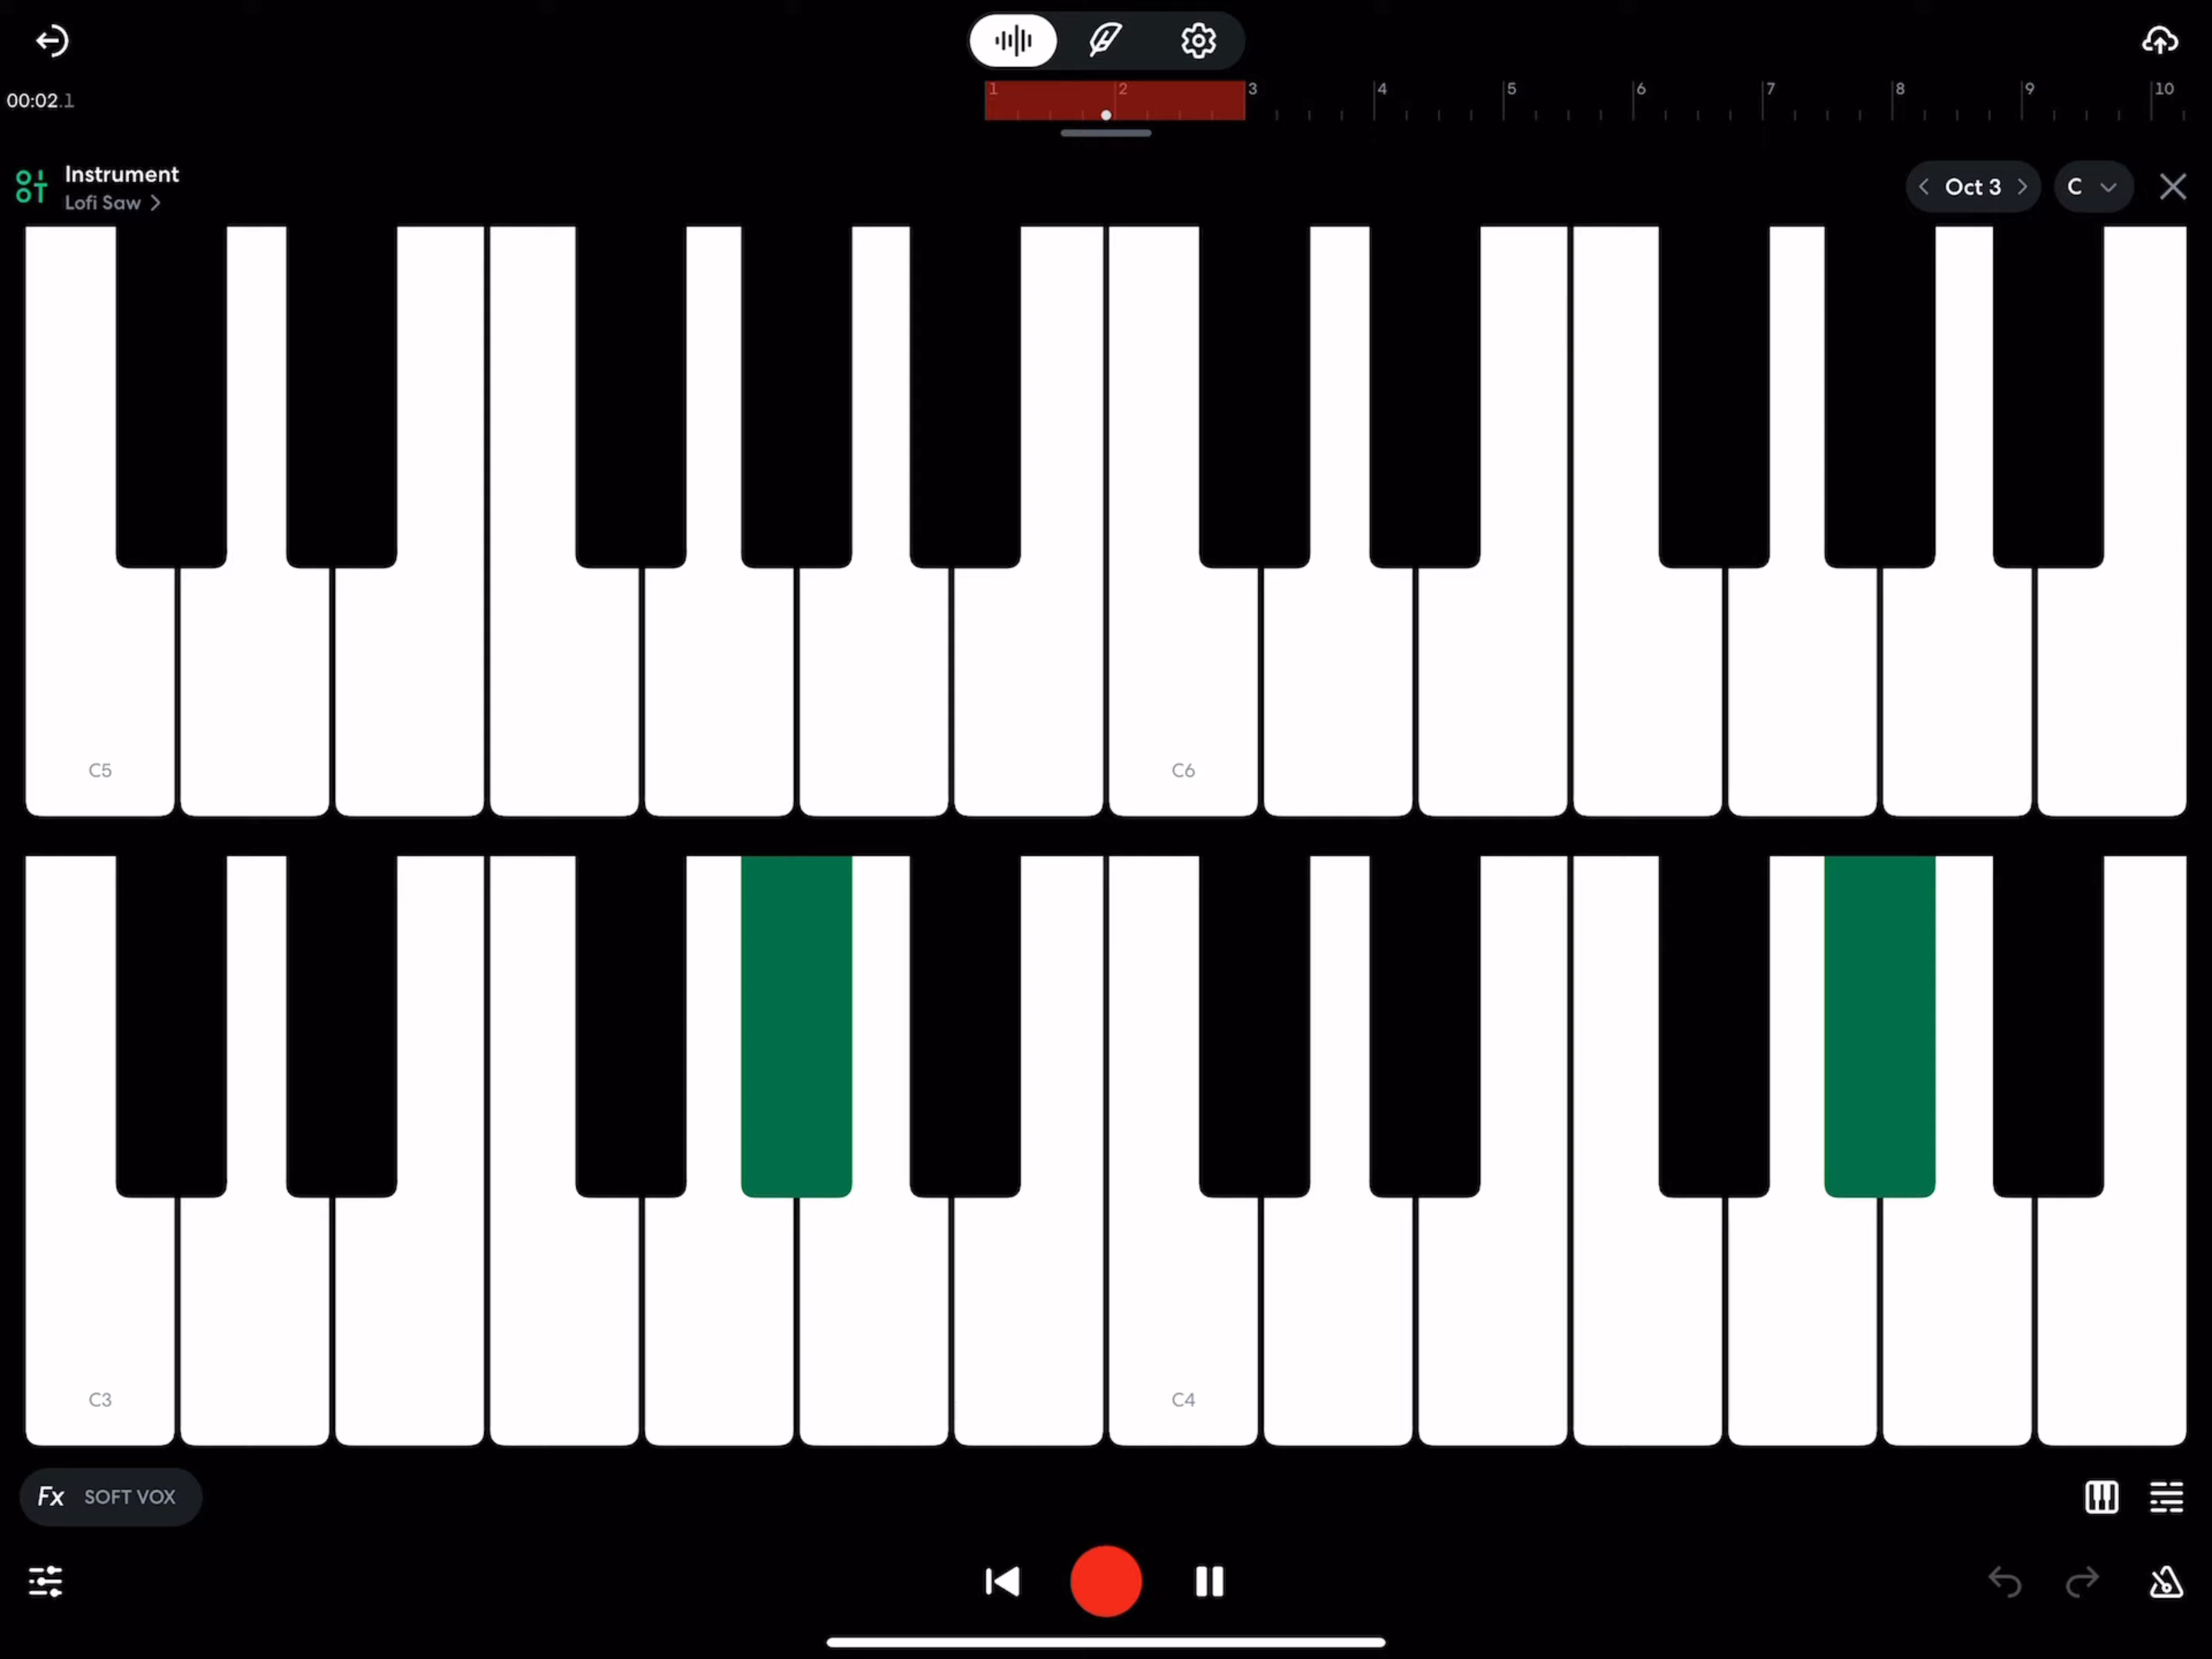 00:02.1
1 2 3 4 5 6 7 8 9 10
Instrument
Lofi Saw
Oct 3
C
C5 C6
C3 C4
Fx SOFT VOX